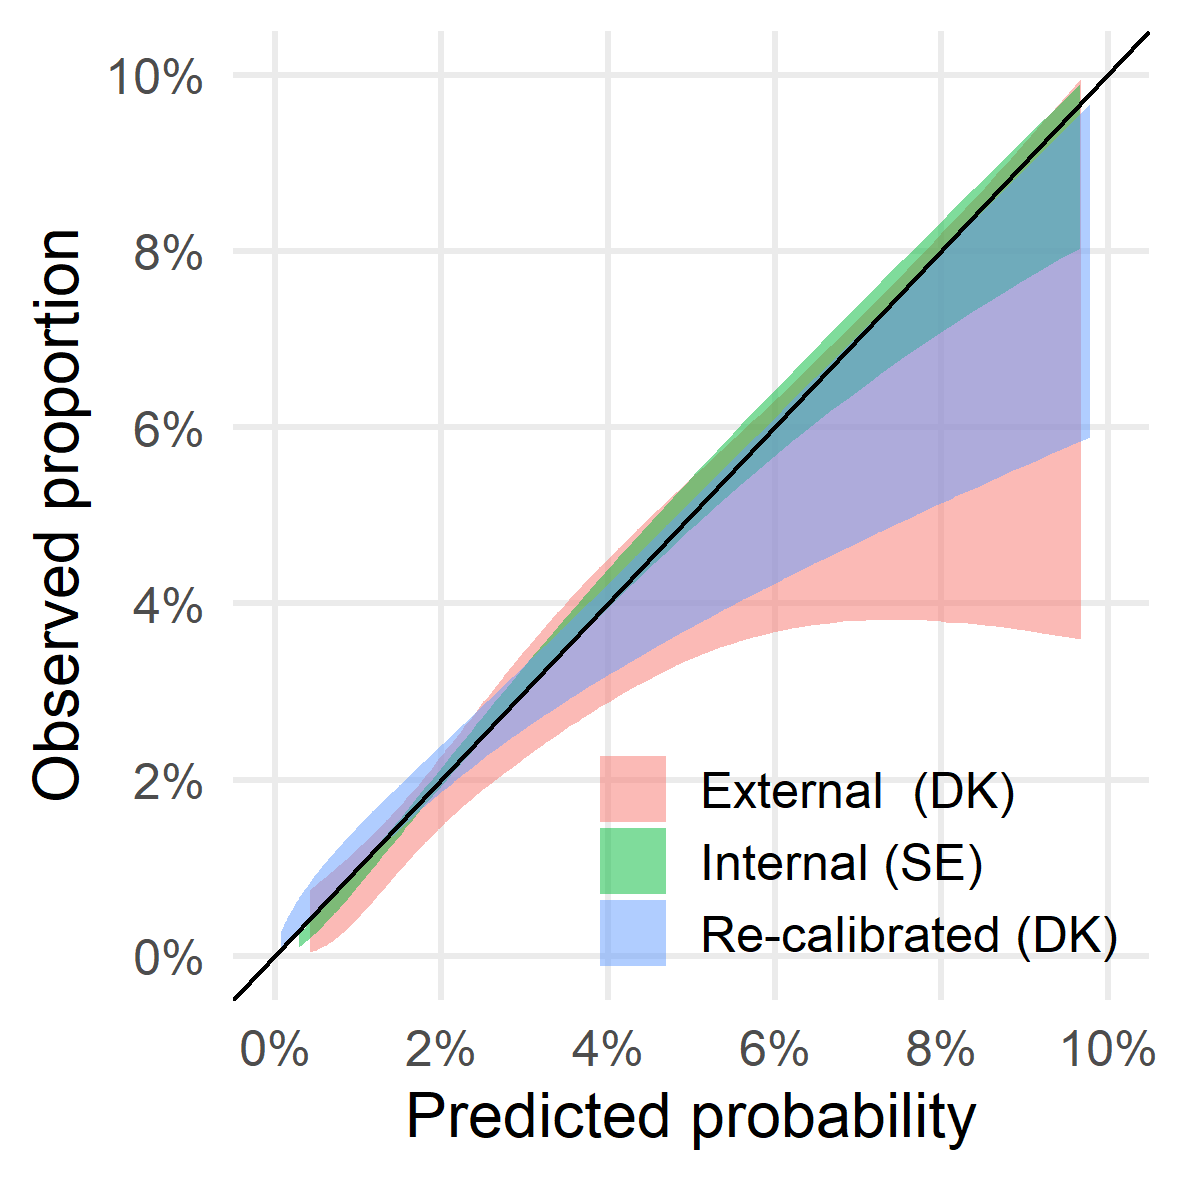 10%
8%
6%
4%
2%
0%
Observed proportion
External  (DK)
Internal (SE)
Re-calibrated (DK)
0% 2% 4% 6% 8% 10%
Predicted probability